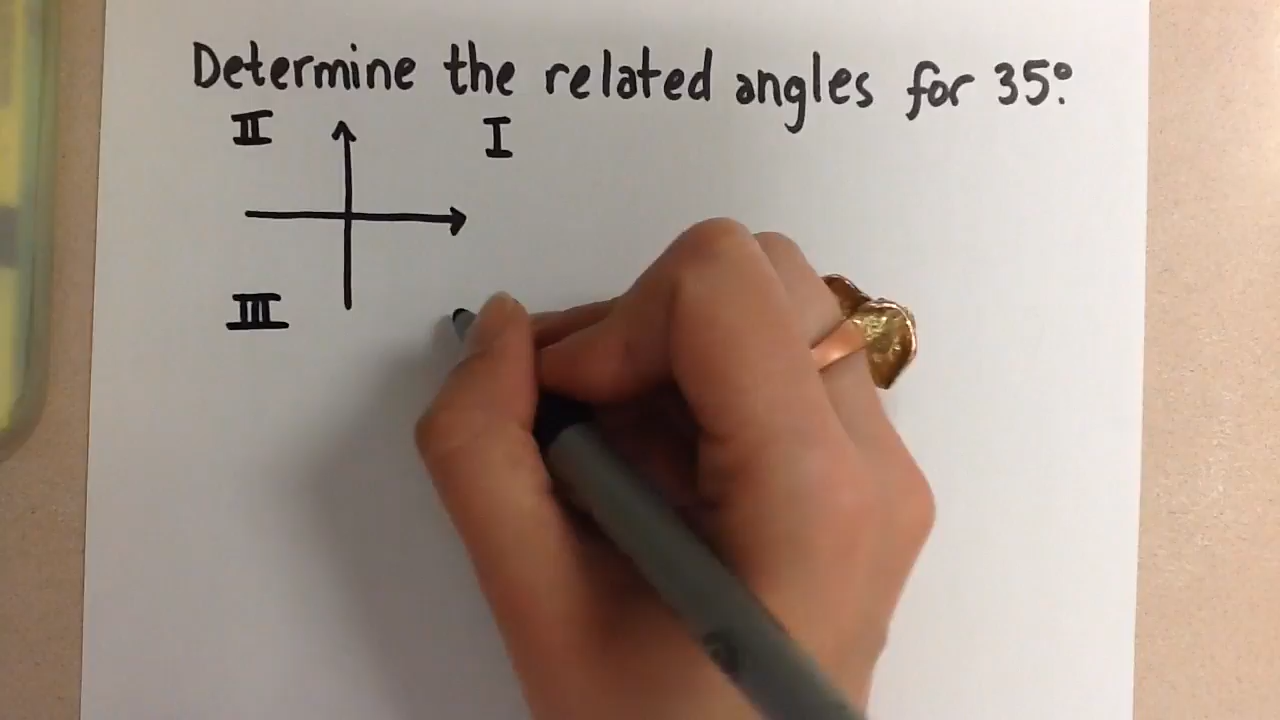 Determine the related angles for 35°.
II I
III